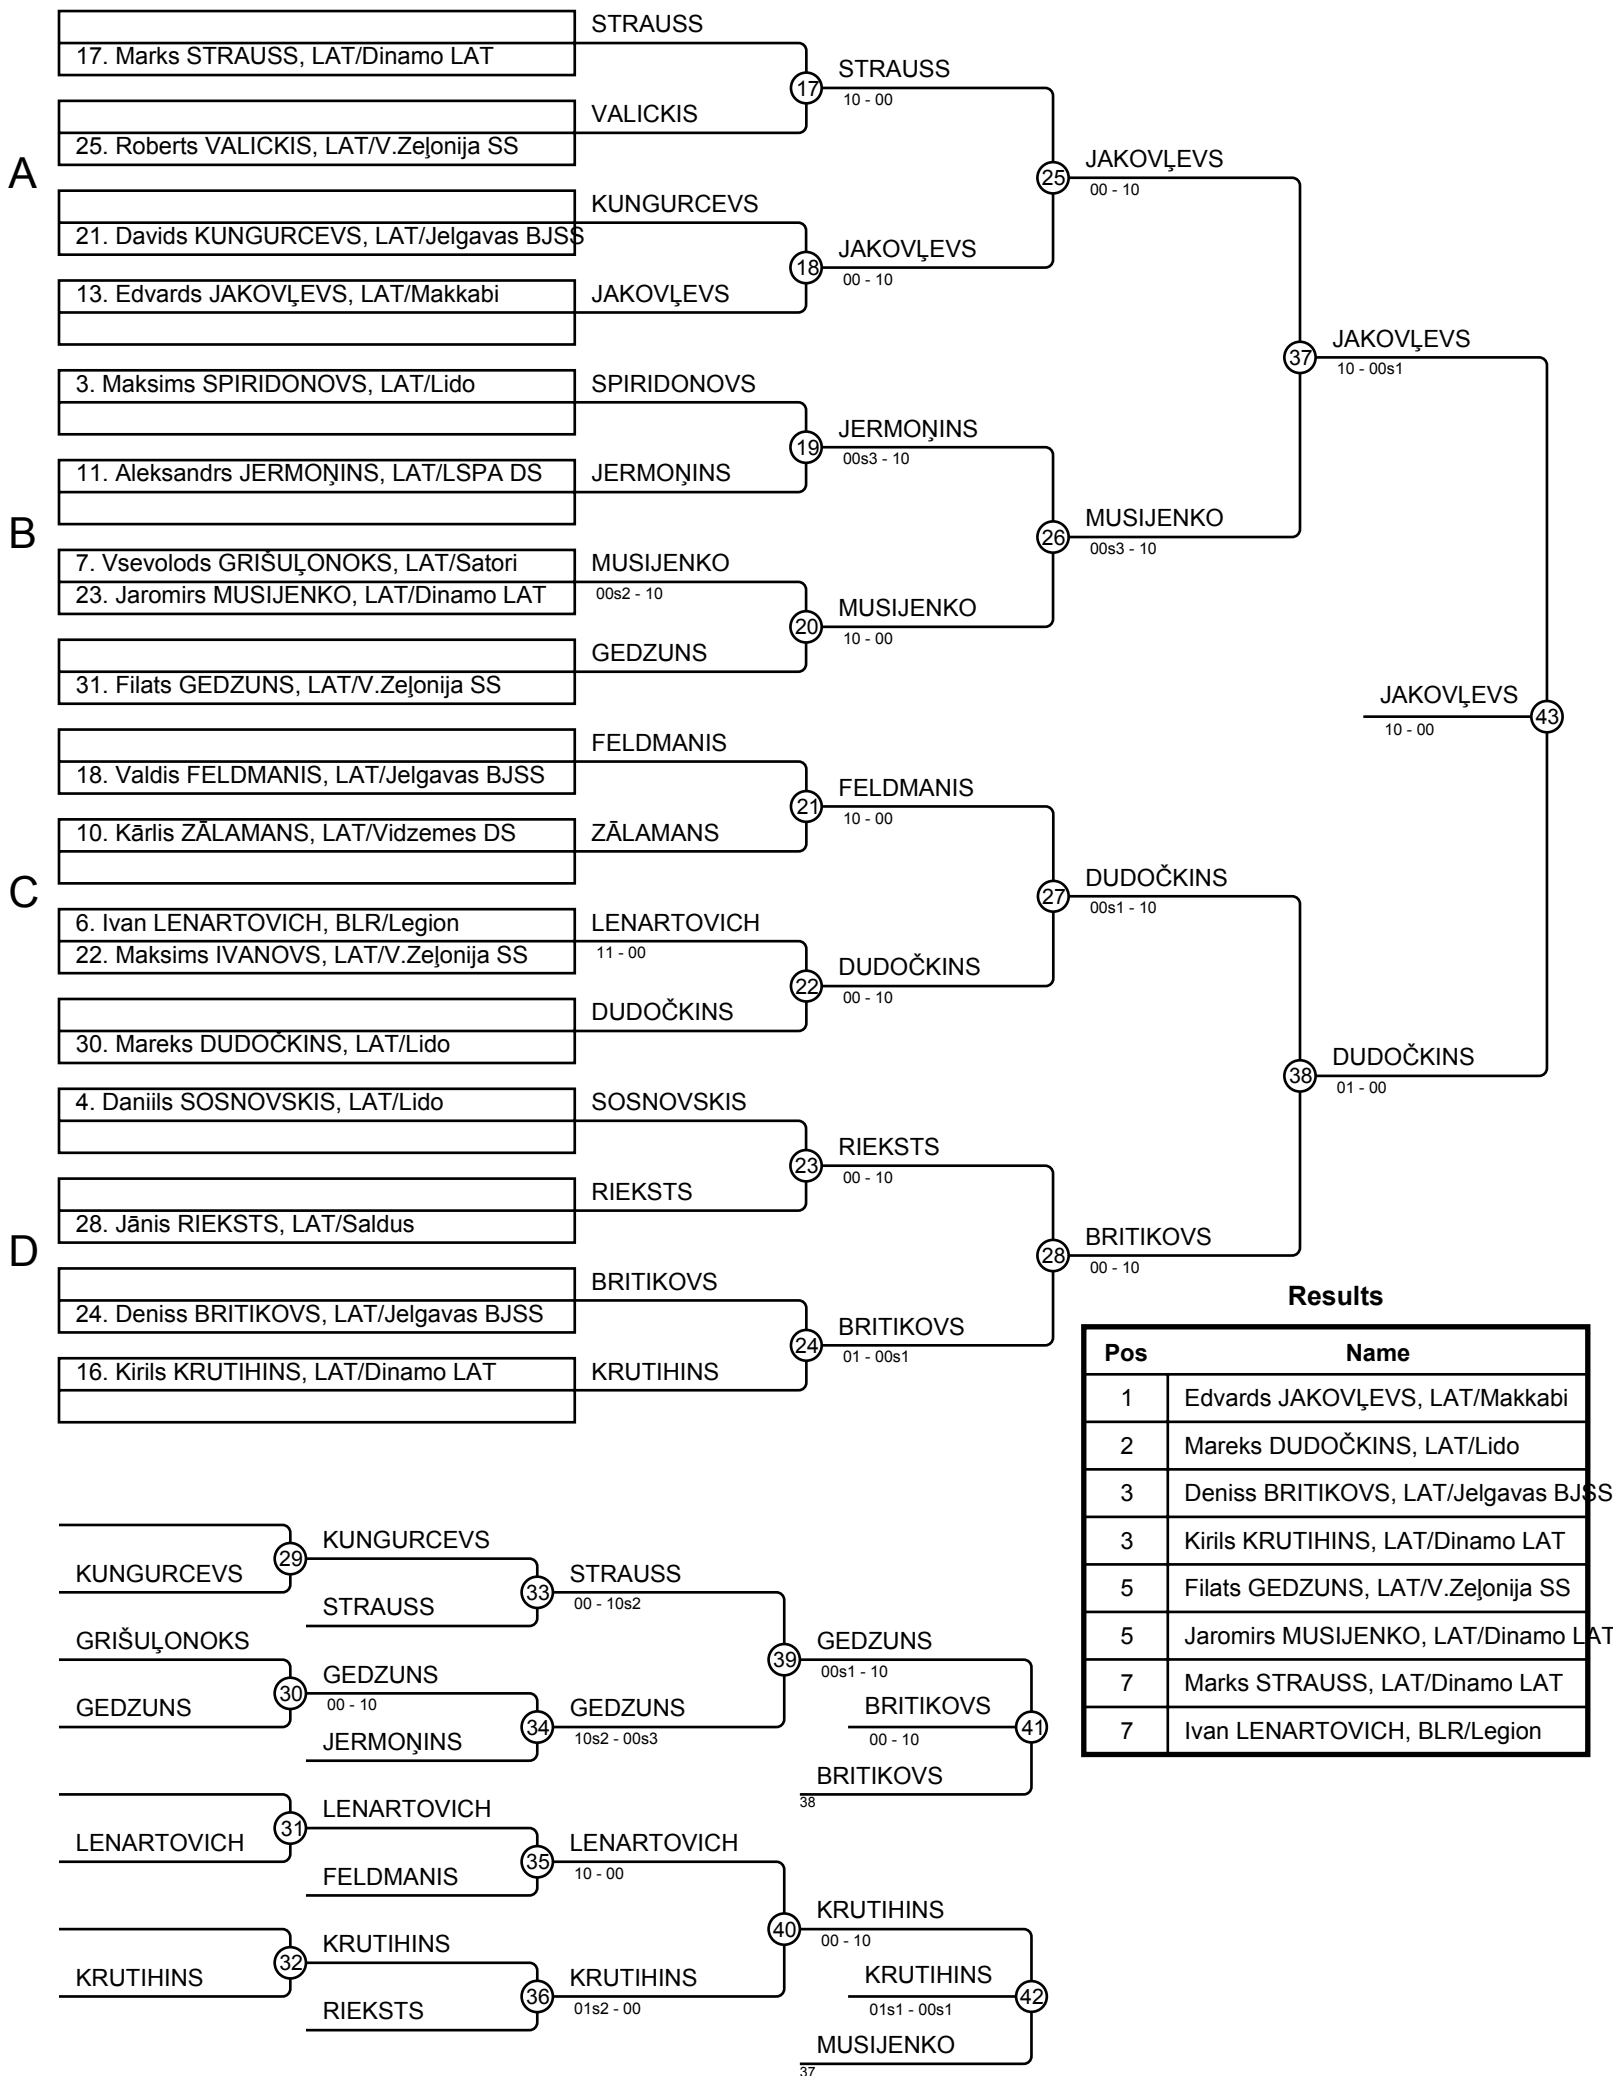 STRAUSS
17. Marks STRAUSS, LAT/Dinamo LAT
17
STRAUSS
10 - 00
VALICKIS
25. Roberts VALICKIS, LAT/V.Zeļonija SS
A
25
JAKOVĻEVS
00 - 10
KUNGURCEVS
21. Davids KUNGURCEVS, LAT/Jelgavas BJSS
18
JAKOVĻEVS
00 - 10
13. Edvards JAKOVĻEVS, LAT/Makkabi
JAKOVĻEVS
37
JAKOVĻEVS
10 - 00s1
3. Maksims SPIRIDONOVS, LAT/Lido
SPIRIDONOVS
19
JERMOŅINS
00s3 - 10
11. Aleksandrs JERMOŅINS, LAT/LSPA DS
JERMOŅINS
B
26
MUSIJENKO
00s3 - 10
7. Vsevolods GRIŠUĻONOKS, LAT/Satori
MUSIJENKO
23. Jaromirs MUSIJENKO, LAT/Dinamo LAT
00s2 - 10
20
MUSIJENKO
10 - 00
GEDZUNS
31. Filats GEDZUNS, LAT/V.Zeļonija SS
JAKOVĻEVS
43
10 - 00
FELDMANIS
18. Valdis FELDMANIS, LAT/Jelgavas BJSS
21
FELDMANIS
10 - 00
10. Kārlis ZĀLAMANS, LAT/Vidzemes DS
ZĀLAMANS
C
27
DUDOČKINS
00s1 - 10
6. Ivan LENARTOVICH, BLR/Legion
LENARTOVICH
22. Maksims IVANOVS, LAT/V.Zeļonija SS
11 - 00
22
DUDOČKINS
00 - 10
DUDOČKINS
30. Mareks DUDOČKINS, LAT/Lido
38
DUDOČKINS
01 - 00
4. Daniils SOSNOVSKIS, LAT/Lido
SOSNOVSKIS
23
RIEKSTS
00 - 10
RIEKSTS
28. Jānis RIEKSTS, LAT/Saldus
D
28
BRITIKOVS
00 - 10
BRITIKOVS
24. Deniss BRITIKOVS, LAT/Jelgavas BJSS
24
BRITIKOVS
01 - 00s1
16. Kirils KRUTIHINS, LAT/Dinamo LAT
KRUTIHINS
Results
Pos Name
1 Edvards JAKOVĻEVS, LAT/Makkabi
2 Mareks DUDOČKINS, LAT/Lido
3 Deniss BRITIKOVS, LAT/Jelgavas BJSS
3 Kirils KRUTIHINS, LAT/Dinamo LAT
5 Filats GEDZUNS, LAT/V.Zeļonija SS
5 Jaromirs MUSIJENKO, LAT/Dinamo LAT
7 Marks STRAUSS, LAT/Dinamo LAT
7 Ivan LENARTOVICH, BLR/Legion
29
KUNGURCEVS
KUNGURCEVS
33
STRAUSS
00 - 10s2
STRAUSS
GRIŠUĻONOKS
39
GEDZUNS
00s1 - 10
30
GEDZUNS
00 - 10
GEDZUNS
34
GEDZUNS
10s2 - 00s3
JERMOŅINS
BRITIKOVS
41
00 - 10
BRITIKOVS
38
31
LENARTOVICH
LENARTOVICH
35
LENARTOVICH
10 - 00
FELDMANIS
40
KRUTIHINS
00 - 10
32
KRUTIHINS
KRUTIHINS
36
KRUTIHINS
01s2 - 00
RIEKSTS
KRUTIHINS
42
01s1 - 00s1
MUSIJENKO
37